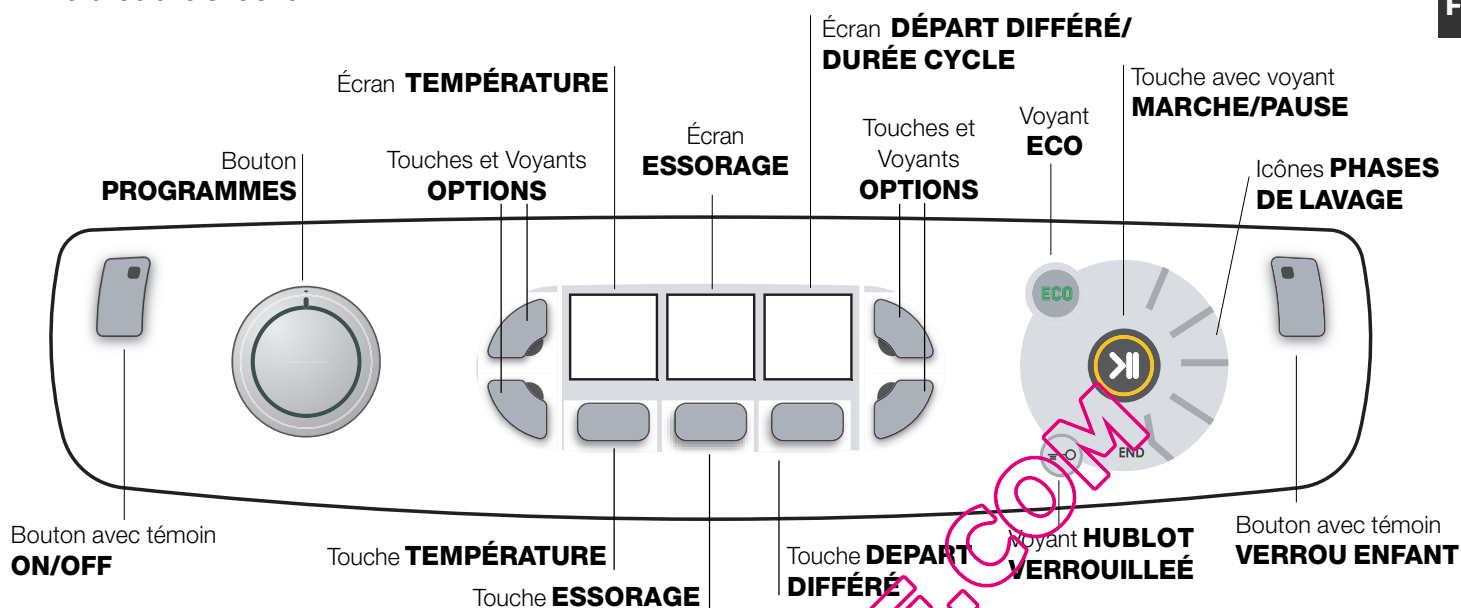 Écran DÉPART DIFFÉRÉ/
DURÉE CYCLE
Écran TEMPÉRATURE
Touche avec voyant
MARCHE/PAUSE
Voyant
ECO
Touches et
Voyants
OPTIONS
Écran
ESSORAGE
Bouton
PROGRAMMES
Touches et Voyants
OPTIONS
Icônes PHASES
DE LAVAGE
ECO
END
Bouton avec témoin
ON/OFF
Touche TEMPÉRATURE
Touche ESSORAGE
Touche DEPART
DIFFÉRÉ
Voyant HUBLOT
VERROUILLEÉ
Bouton avec témoin
VERROU ENFANT
.COM